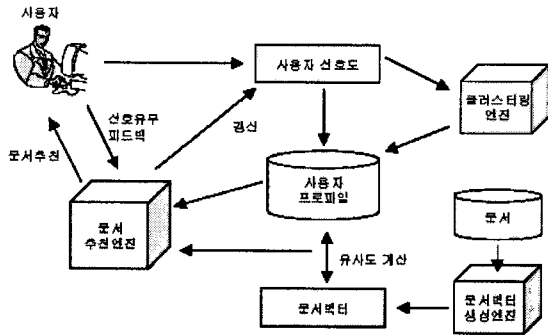 사용자
사용자 선호도
클러스터링
엔진
선호유무
피드백
갱신
문서추천
사용자
프로파일
문서
문서
추천엔진
유사도 계산
문서벡터
문서벡터
생성엔진